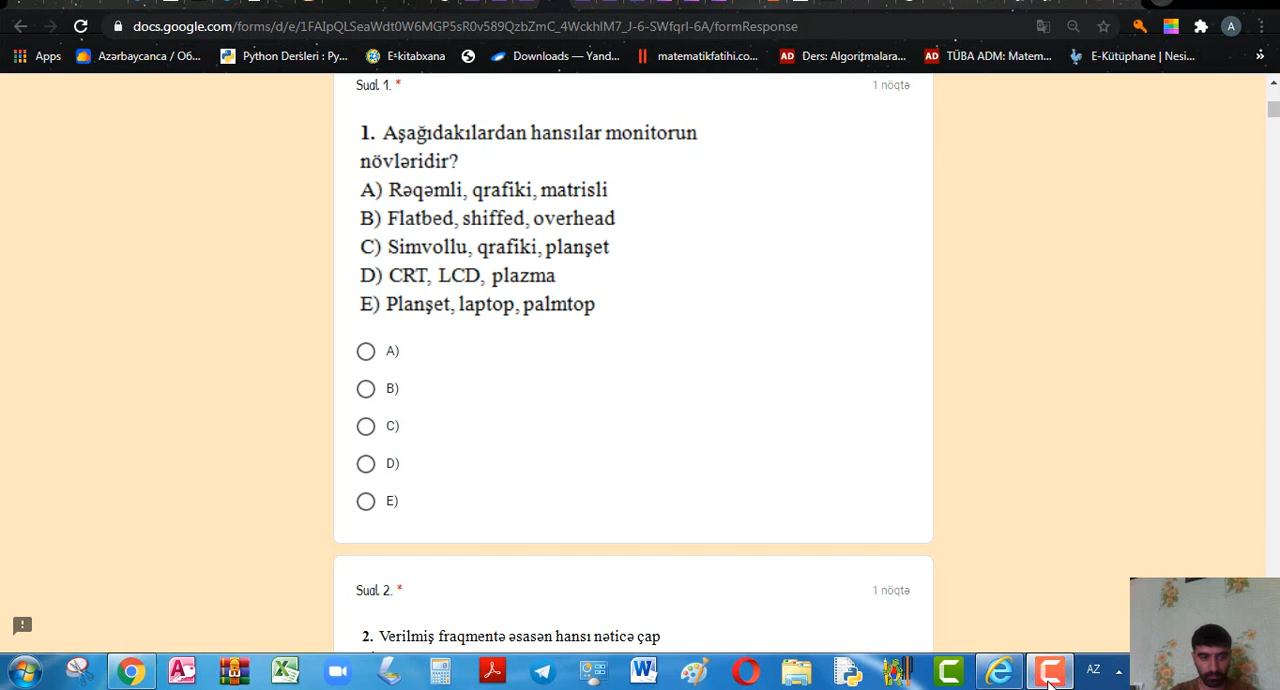 docs.google.com/forms/d/e/1FAIpQLSeaWdt0W6MGP5sR0v589QzbZmC_4WckhIM7_J-6-SWfqrI-6A/formResponse
A
Apps
Azərbaycanca / Об...
Python Dersleri : Py...
E-kitabxana
Downloads — Yand...
matematikfatihi.co...
AD Ders: Algoritmalara...
AD TÜBA ADM: Matem...
E-Kütüphane | Nesi...
»
Sual 1. *
1 nöqtə
1. Aşağıdakılardan hansılar monitorun
növləridir?
A) Rəqəmli, qrafiki, matrisli
B) Flatbed, shiffed, overhead
C) Simvollu, qrafiki, planşet
D) CRT, LCD, plazma
E) Planşet, laptop, palmtop
A)
B)
C)
D)
E)
Sual 2. *
1 nöqtə
2. Verilmiş fraqmentə əsasən hansı nəticə çap
AZ